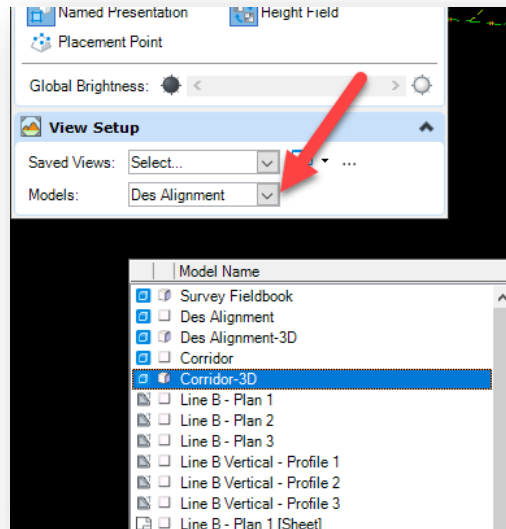 Named Presentation Height Field
Placement Point
Global Brightness:
View Setup
Saved Views: Select...
Models: Des Alignment
Model Name
Survey Fieldbook
Des Alignment
Des Alignment-3D
Corridor
Corridor-3D
Line B - Plan 1
Line B - Plan 2
Line B - Plan 3
Line B Vertical - Profile 1
Line B Vertical - Profile 2
Line B Vertical - Profile 3
Line B - Plan 1 [Sheet]